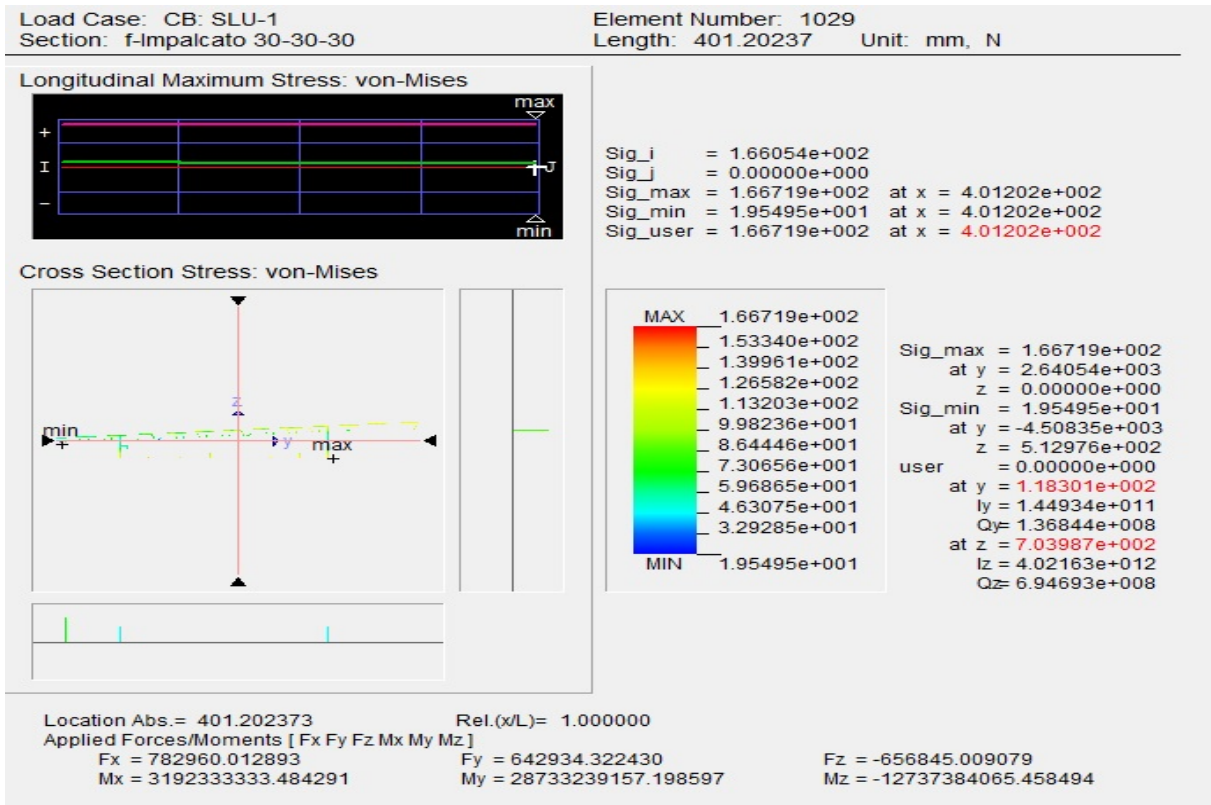 Load Case: CB: SLU-1
Section: f-Impalcato 30-30-30
Element Number: 1029
Length: 401.20237 Unit: mm, N
Longitudinal Maximum Stress: von-Mises
max
+
I
J
-
min
Sig_i = 1.66054e+002
Sig_j = 0.00000e+000
Sig_max = 1.66719e+002 at x = 4.01202e+002
Sig_min = 1.95495e+001 at x = 4.01202e+002
Sig_user = 1.66719e+002 at x = 4.01202e+002
Cross Section Stress: von-Mises
z
min
y
max
MAX 1.66719e+002
1.53340e+002
1.39961e+002
1.26582e+002
1.13203e+002
9.98236e+001
8.64446e+001
7.30656e+001
5.96865e+001
4.63075e+001
3.29285e+001
MIN 1.95495e+001
Sig_max = 1.66719e+002
at y = 2.64054e+003
z = 0.00000e+000
Sig_min = 1.95495e+001
at y = -4.50835e+003
z = 5.12976e+002
user = 0.00000e+000
at y = 1.18301e+002
Iy = 1.44934e+011
Qy= 1.36844e+008
at z = 7.03987e+002
Iz = 4.02163e+012
Qz= 6.94693e+008
Location Abs.= 401.202373 Rel.(x/L)= 1.000000
Applied Forces/Moments [ Fx Fy Fz Mx My Mz ]
Fx = 782960.012893 Fy = 642934.322430 Fz = -656845.009079
Mx = 3192333333.484291 My = 28733239157.198597 Mz = -12737384065.458494